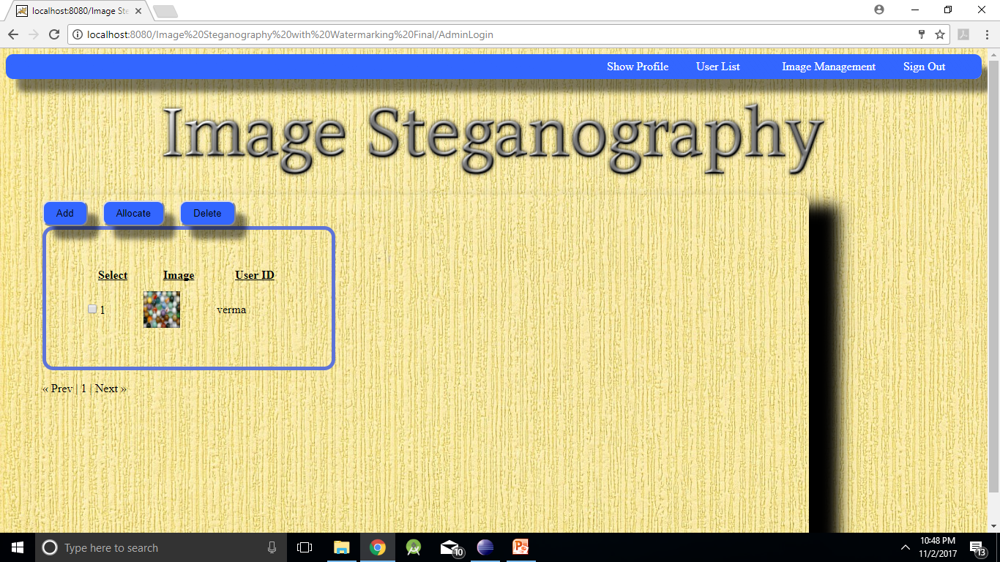 localhost:8080/Image Ste
localhost:8080/Image%20Steganography%20with%20Watermarking%20Final/AdminLogin
Show Profile User List Image Management Sign Out
Image Steganography
Add Allocate Delete
Select Image User ID
1 verma
« Prev | 1 | Next »
Type here to search
10
10:48 PM
11/2/2017
13